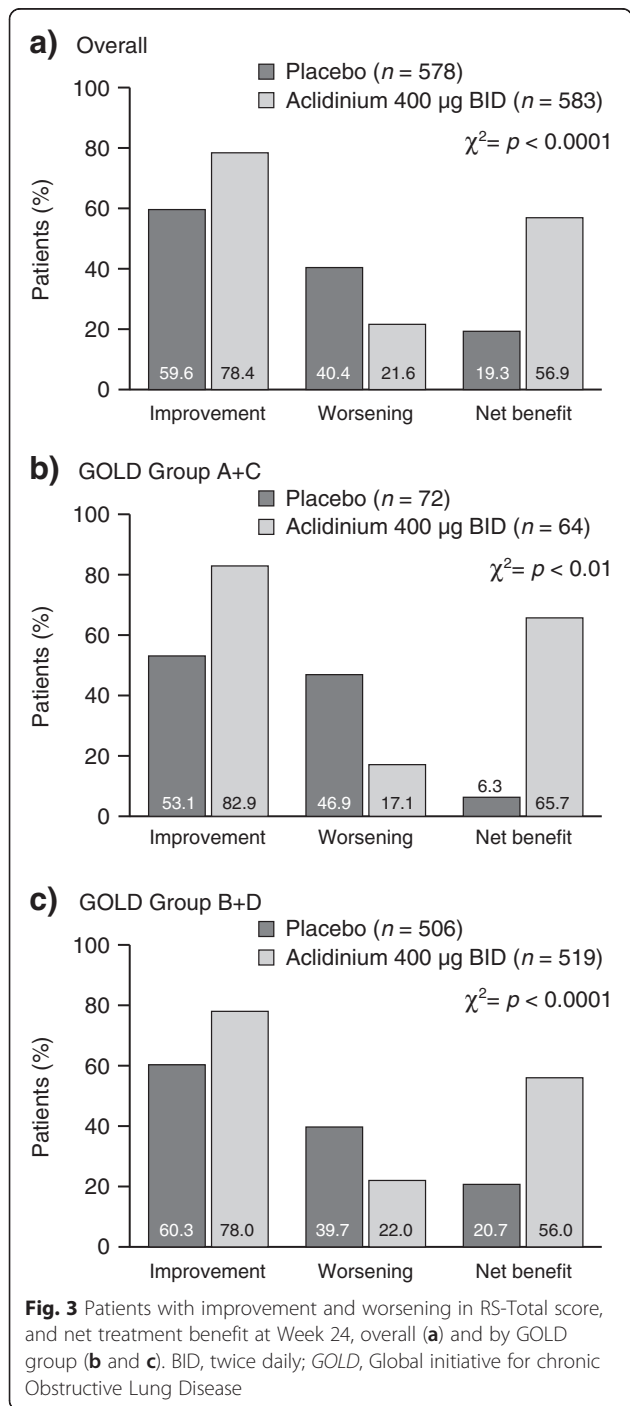 a) Overall
Placebo (n = 578)
Aclidinium 400 µg BID (n = 583)
χ²= p < 0.0001
Patients (%)
100
80
60
40
20
0
59.6 78.4 40.4 21.6 19.3 56.9
Improvement Worsening Net benefit
b) GOLD Group A+C
Placebo (n = 72)
Aclidinium 400 µg BID (n = 64)
χ²= p < 0.01
Patients (%)
100
80
60
40
20
0
6.3
53.1 82.9 46.9 17.1 65.7
Improvement Worsening Net benefit
c) GOLD Group B+D
Placebo (n = 506)
Aclidinium 400 µg BID (n = 519)
χ²= p < 0.0001
Patients (%)
100
80
60
40
20
0
60.3 78.0 39.7 22.0 20.7 56.0
Improvement Worsening Net benefit
Fig. 3 Patients with improvement and worsening in RS-Total score,
and net treatment benefit at Week 24, overall (a) and by GOLD
group (b and c). BID, twice daily; GOLD, Global initiative for chronic
Obstructive Lung Disease